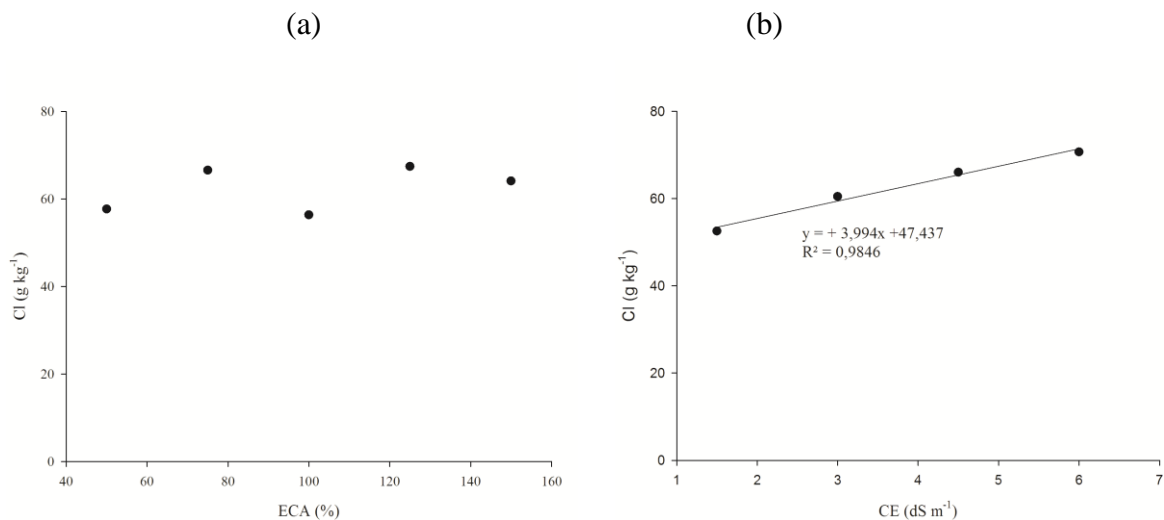 (a)
(b)
80
60
40
20
0
Cl (g kg⁻¹)
40 60 80 100 120 140 160
ECA (%)
80
60
40
20
0
Cl (g kg⁻¹)
y = + 3,994x +47,437
R² = 0,9846
1 2 3 4 5 6 7
CE (dS m⁻¹)